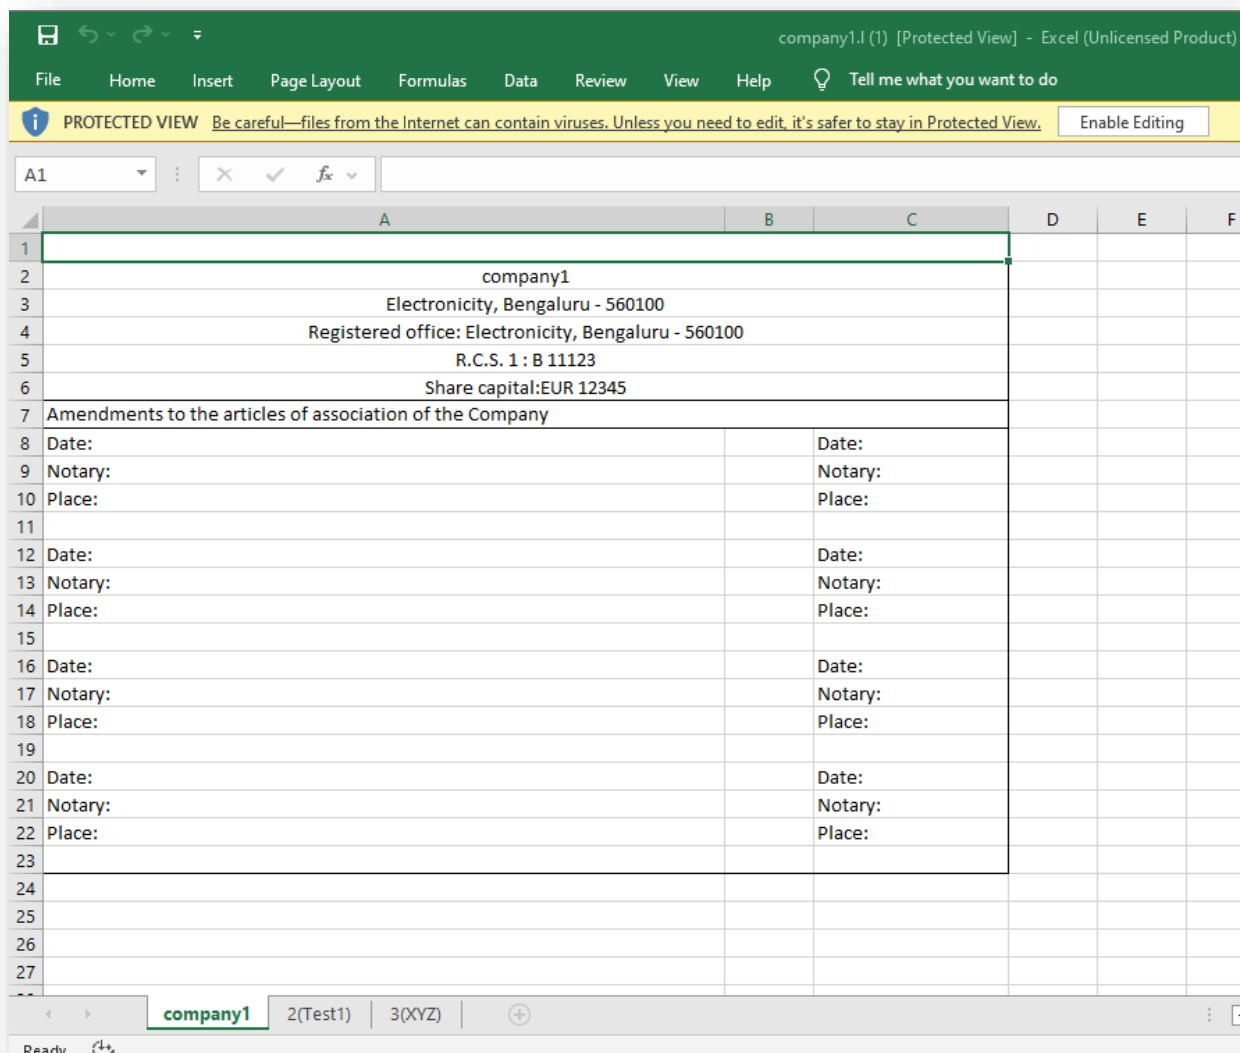 company1.l (1)  [Protected View]  -  Excel (Unlicensed Product)
File Home Insert Page Layout Formulas Data Review View Help Tell me what you want to do
PROTECTED VIEW Be careful—files from the Internet can contain viruses. Unless you need to edit, it's safer to stay in Protected View. Enable Editing
A1 fx
A B C D E F
1
2 company1
3 Electronicity, Bengaluru - 560100
4 Registered office: Electronicity, Bengaluru - 560100
5 R.C.S. 1 : B 11123
6 Share capital:EUR 12345
7 Amendments to the articles of association of the Company
8 Date: Date:
9 Notary: Notary:
10 Place: Place:
11
12 Date: Date:
13 Notary: Notary:
14 Place: Place:
15
16 Date: Date:
17 Notary: Notary:
18 Place: Place:
19
20 Date: Date:
21 Notary: Notary:
22 Place: Place:
23
24
25
26
27
company1 2(Test1) 3(XYZ)
Ready